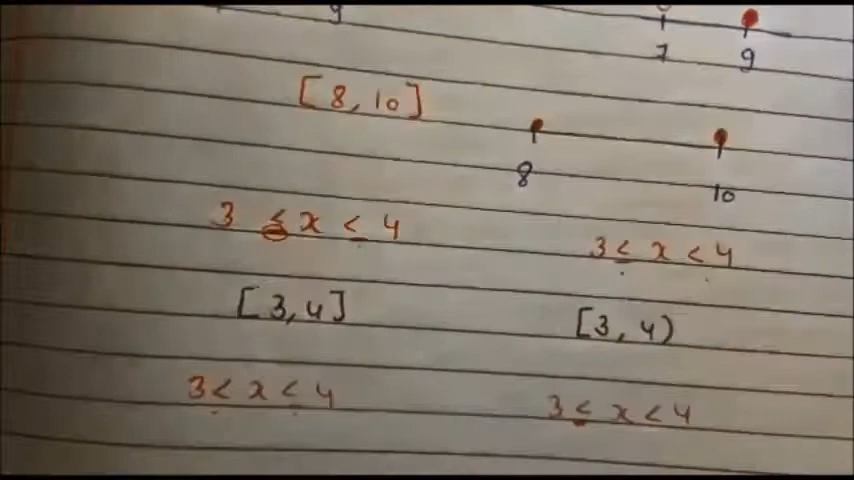 9 7 9
[8, 10]
8 10
3 ≤ x ≤ 4 3 ≤ x < 4
[3, 4] [3, 4)
3 < x ≤ 4 3 ≤ x < 4